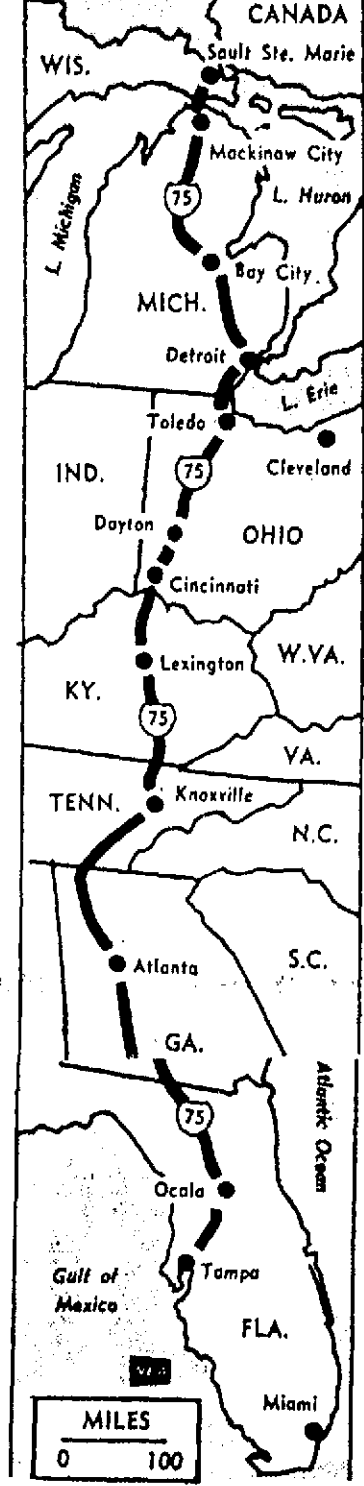 CANADA
Sault Ste. Marie
WIS.
Mackinaw City
75
L. Huron
L. Michigan
Bay City
MICH.
Detroit
L. Erie
Toledo
75
Cleveland
IND.
Dayton
OHIO
Cincinnati
Lexington
W.VA.
KY.
75
VA.
TENN.
Knoxville
N.C.
Atlanta
S.C.
GA.
Atlantic Ocean
75
Ocala
Gulf of
Mexico
Tampa
FLA.
Miami
MILES
0 100